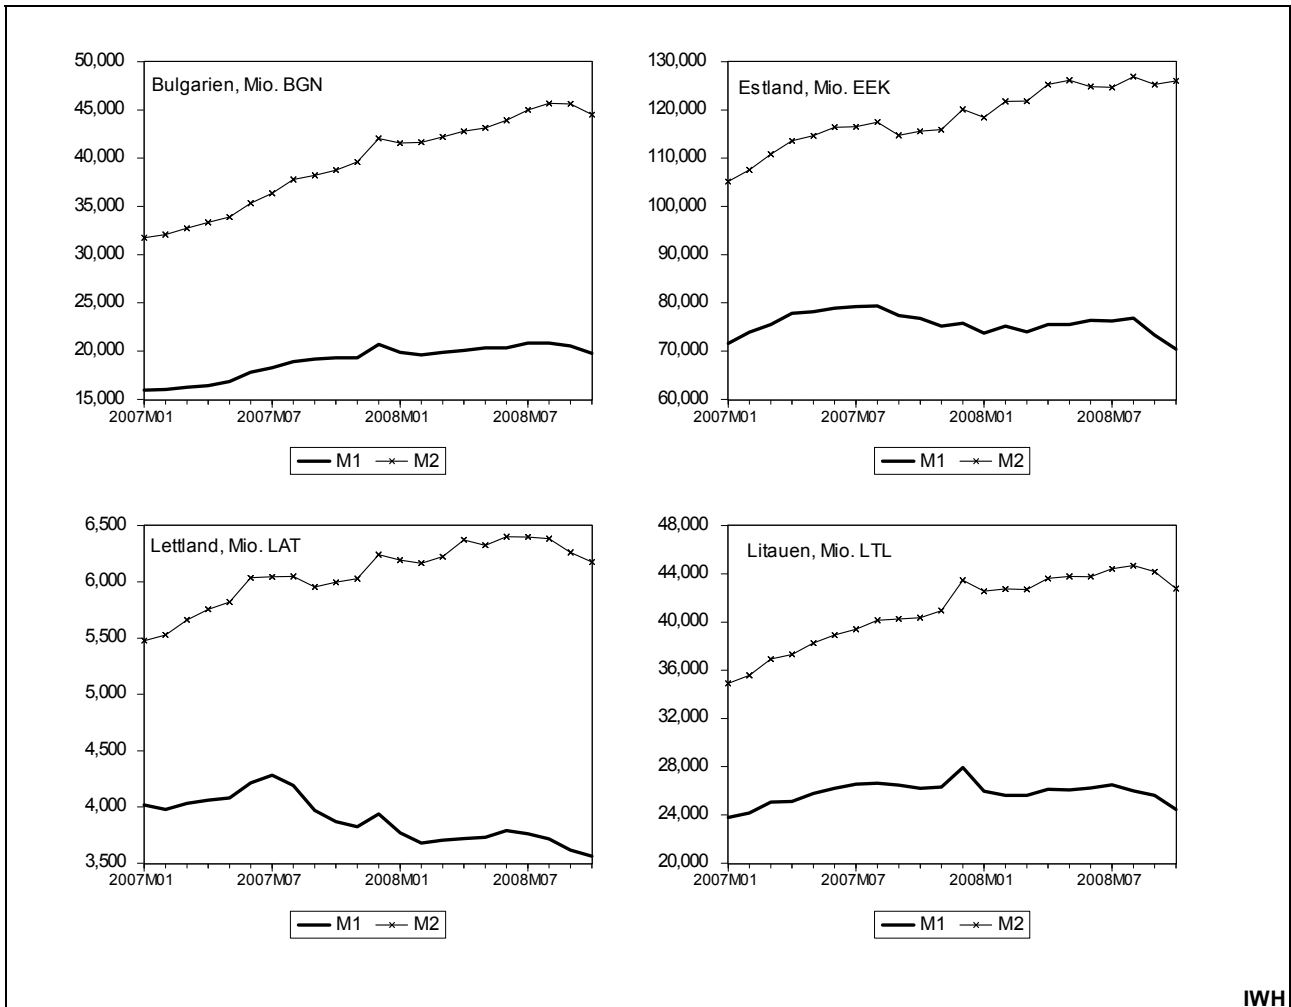 Bulgarien, Mio. BGN
50,000
45,000
40,000
35,000
30,000
25,000
20,000
15,000
2007M01 2007M07 2008M01 2008M07
M1 M2
Estland, Mio. EEK
130,000
120,000
110,000
100,000
90,000
80,000
70,000
60,000
2007M01 2007M07 2008M01 2008M07
M1 M2
Lettland, Mio. LAT
6,500
6,000
5,500
5,000
4,500
4,000
3,500
2007M01 2007M07 2008M01 2008M07
M1 M2
Litauen, Mio. LTL
48,000
44,000
40,000
36,000
32,000
28,000
24,000
20,000
2007M01 2007M07 2008M01 2008M07
M1 M2
IWH